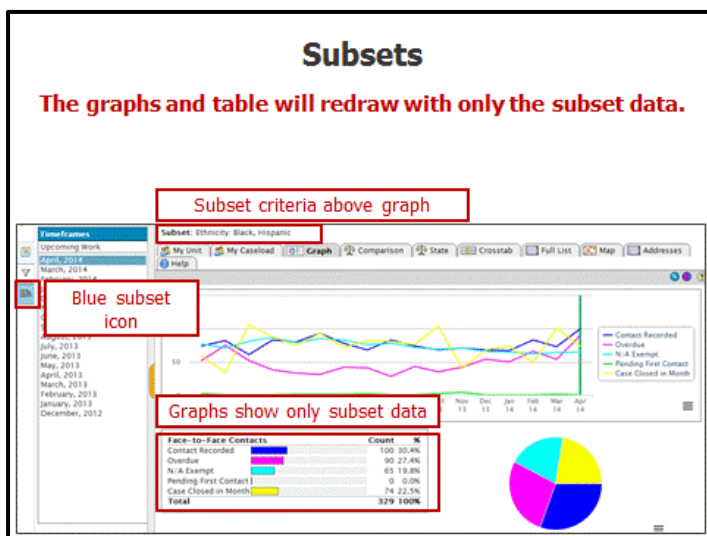 Subsets
The graphs and table will redraw with only the subset data.
Subset criteria above graph
Timeframes
Upcoming Work
April, 2014
March, 2014
Subset: Ethnicity: Black, Hispanic
My Unit My Caseload Graph Comparison State Crosstab Full List Map Addresses
Help
Blue subset
icon
July, 2013
June, 2013
May, 2013
April, 2013
March, 2013
February, 2013
January, 2013
December, 2012
50
Contact Recorded
Overdue
N/A Exempt
Pending First Contact
Case Closed in Month
Nov Dec Jan Feb Mar Apr
13 13 14 14 14 14
Graphs show only subset data
Face-to-Face Contacts Count %
Contact Recorded 100 30.4%
Overdue 90 27.4%
N/A Exempt 65 19.8%
Pending First Contact 0 0.0%
Case Closed in Month 74 22.5%
Total 329 100%